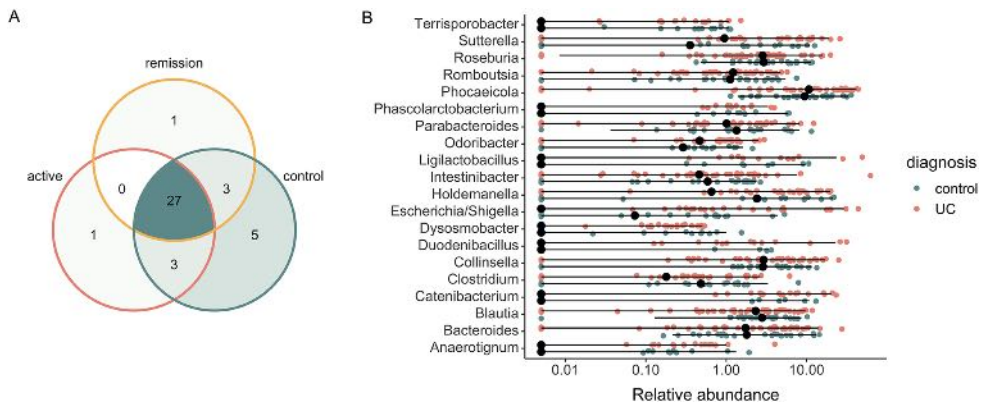 A
remission
1
active
0
3
control
27
1
5
3
B
Terrisporobacter
Sutterella
Roseburia
Romboutsia
Phocaeicola
Phascolarctobacterium
Parabacteroides
Odoribacter
Ligilactobacillus
Intestinibacter
Holdemanella
Escherichia/Shigella
Dysosmobacter
Duodenibacillus
Collinsella
Clostridium
Catenibacterium
Blautia
Bacteroides
Anaerotignum
0.01 0.10 1.00 10.00
Relative abundance
diagnosis
control
UC